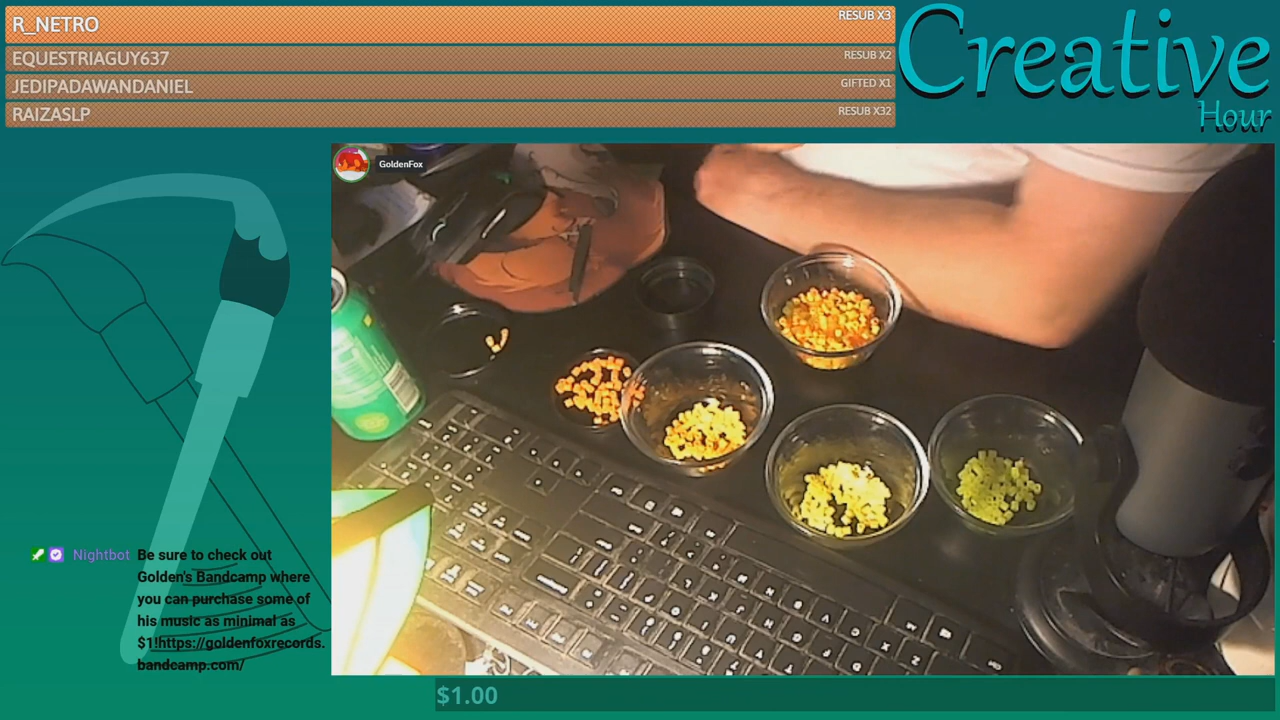 R_NETRO
RESUB X3
EQUESTRIAGUY637
RESUB X2
JEDIPADAWANDANIEL
GIFTED X1
RAIZASLP
RESUB X32
Creative
Hour
GoldenFox
Nightbot Be sure to check out
Golden's Bandcamp where
you can purchase some of
his music as minimal as
$1!https://goldenfoxrecords.
bandcamp.com/
$1.00